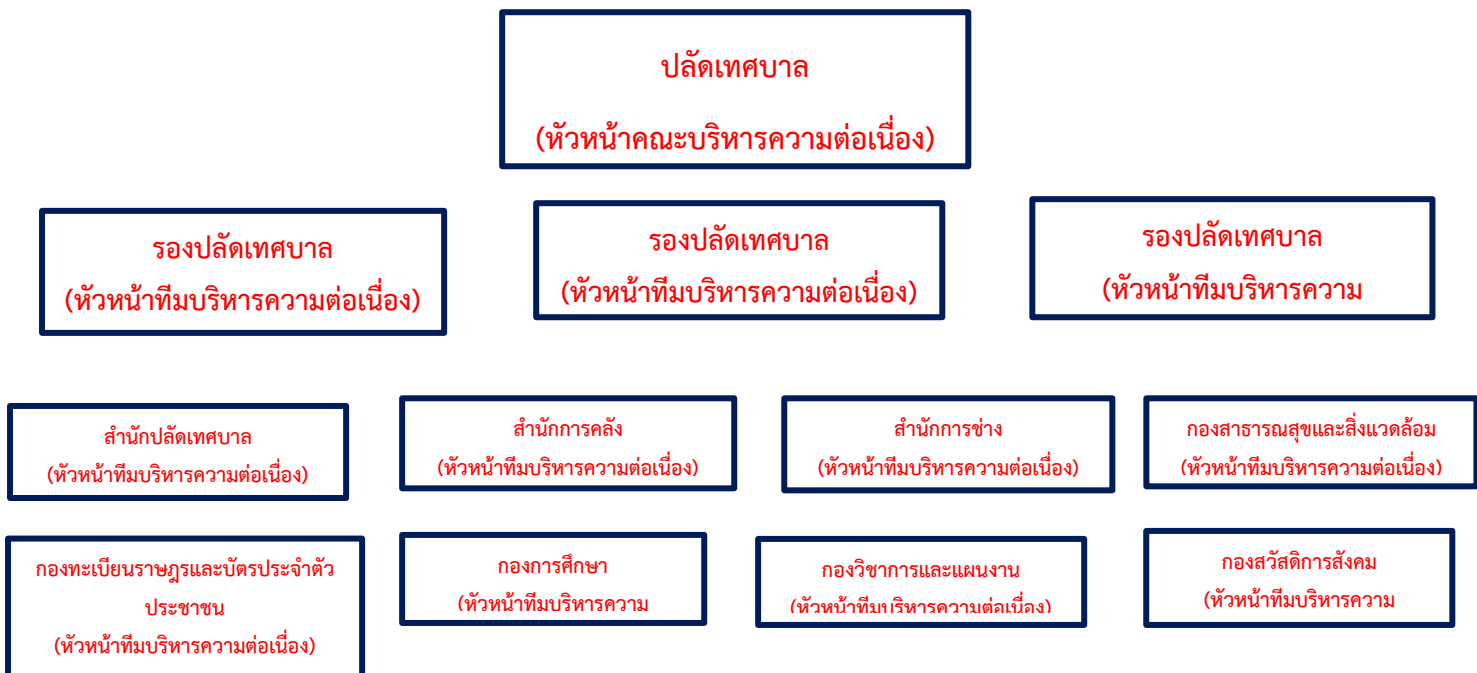 ปลัดเทศบาล
(หัวหน้าคณะบริหารความต่อเนื่อง)
รองปลัดเทศบาล
(หัวหน้าทีมบริหารความต่อเนื่อง)
รองปลัดเทศบาล
(หัวหน้าทีมบริหารความต่อเนื่อง)
รองปลัดเทศบาล
(หัวหน้าทีมบริหารความ
สำนักปลัดเทศบาล
(หัวหน้าทีมบริหารความต่อเนื่อง)
สำนักการคลัง
(หัวหน้าทีมบริหารความต่อเนื่อง)
สำนักการช่าง
(หัวหน้าทีมบริหารความต่อเนื่อง)
กองสาธารณสุขและสิ่งแวดล้อม
(หัวหน้าทีมบริหารความต่อเนื่อง)
กองทะเบียนราษฎรและบัตรประจำตัว
ประชาชน
(หัวหน้าทีมบริหารความต่อเนื่อง)
กองการศึกษา
(หัวหน้าทีมบริหารความ
กองวิชาการและแผนงาน
(หัวหน้าทีมบริหารความต่อเนื่อง)
กองสวัสดิการสังคม
(หัวหน้าทีมบริหารความ